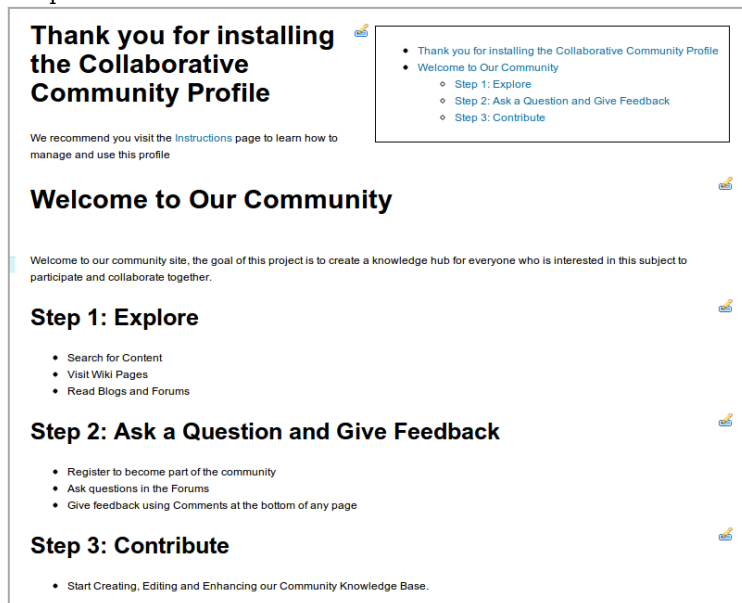 Thank you for installing
the Collaborative
Community Profile
We recommend you visit the Instructions page to learn how to
manage and use this profile
Thank you for installing the Collaborative Community Profile
Welcome to Our Community
Step 1: Explore
Step 2: Ask a Question and Give Feedback
Step 3: Contribute
Welcome to Our Community
Welcome to our community site, the goal of this project is to create a knowledge hub for everyone who is interested in this subject to
participate and collaborate together.
Step 1: Explore
Search for Content
Visit Wiki Pages
Read Blogs and Forums
Step 2: Ask a Question and Give Feedback
Register to become part of the community
Ask questions in the Forums
Give feedback using Comments at the bottom of any page
Step 3: Contribute
Start Creating, Editing and Enhancing our Community Knowledge Base.